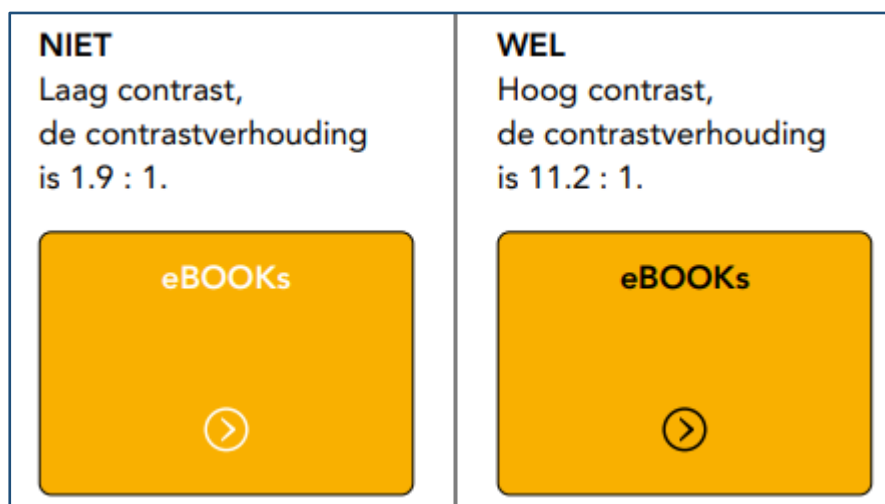 NIET
Laag contrast,
de contrastverhouding
is 1.9 : 1.
eBOOKs
WEL
Hoog contrast,
de contrastverhouding
is 11.2 : 1.
eBOOKs